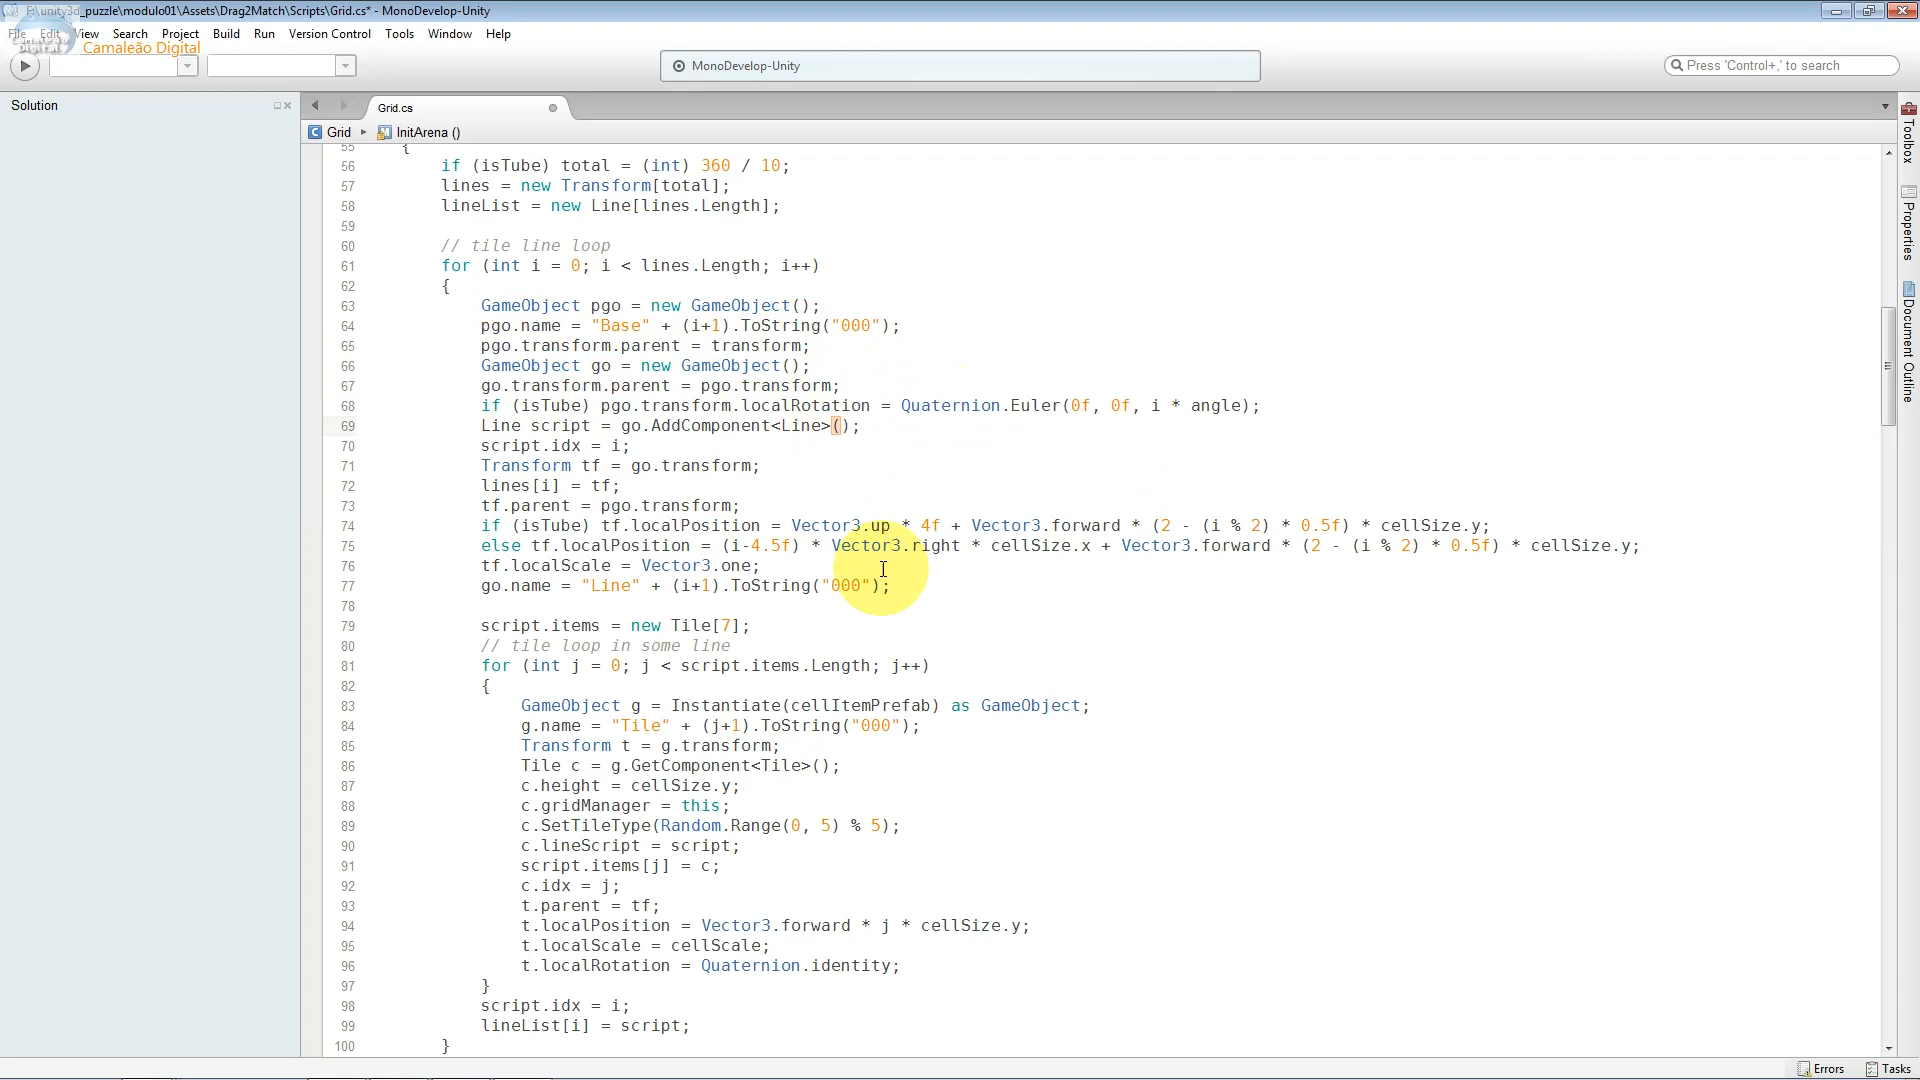 F:\unity3d_puzzle\modulo01\Assets\Drag2Match\Scripts\Grid.cs* - MonoDevelop-Unity
File Edit View Search Project Build Run Version Control Tools Window Help
Camaleão Digital
MonoDevelop-Unity
Press 'Control+,' to search
Solution
Grid.cs
Grid InitArena ()
Toolbox
Properties
Document Outline
55 {
56 if (isTube) total = (int) 360 / 10;
57 lines = new Transform[total];
58 lineList = new Line[lines.Length];
59
60 // tile line loop
61 for (int i = 0; i < lines.Length; i++)
62 {
63 GameObject pgo = new GameObject();
64 pgo.name = "Base" + (i+1).ToString("000");
65 pgo.transform.parent = transform;
66 GameObject go = new GameObject();
67 go.transform.parent = pgo.transform;
68 if (isTube) pgo.transform.localRotation = Quaternion.Euler(0f, 0f, i * angle);
69 Line script = go.AddComponent<Line>();
70 script.idx = i;
71 Transform tf = go.transform;
72 lines[i] = tf;
73 tf.parent = pgo.transform;
74 if (isTube) tf.localPosition = Vector3.up * 4f + Vector3.forward * (2 - (i % 2) * 0.5f) * cellSize.y;
75 else tf.localPosition = (i-4.5f) * Vector3.right * cellSize.x + Vector3.forward * (2 - (i % 2) * 0.5f) * cellSize.y;
76 tf.localScale = Vector3.one;
77 go.name = "Line" + (i+1).ToString("000");
78
79 script.items = new Tile[7];
80 // tile loop in some line
81 for (int j = 0; j < script.items.Length; j++)
82 {
83 GameObject g = Instantiate(cellItemPrefab) as GameObject;
84 g.name = "Tile" + (j+1).ToString("000");
85 Transform t = g.transform;
86 Tile c = g.GetComponent<Tile>();
87 c.height = cellSize.y;
88 c.gridManager = this;
89 c.SetTileType(Random.Range(0, 5) % 5);
90 c.lineScript = script;
91 script.items[j] = c;
92 c.idx = j;
93 t.parent = tf;
94 t.localPosition = Vector3.forward * j * cellSize.y;
95 t.localScale = cellScale;
96 t.localRotation = Quaternion.identity;
97 }
98 script.idx = i;
99 lineList[i] = script;
100 }
Errors Tasks